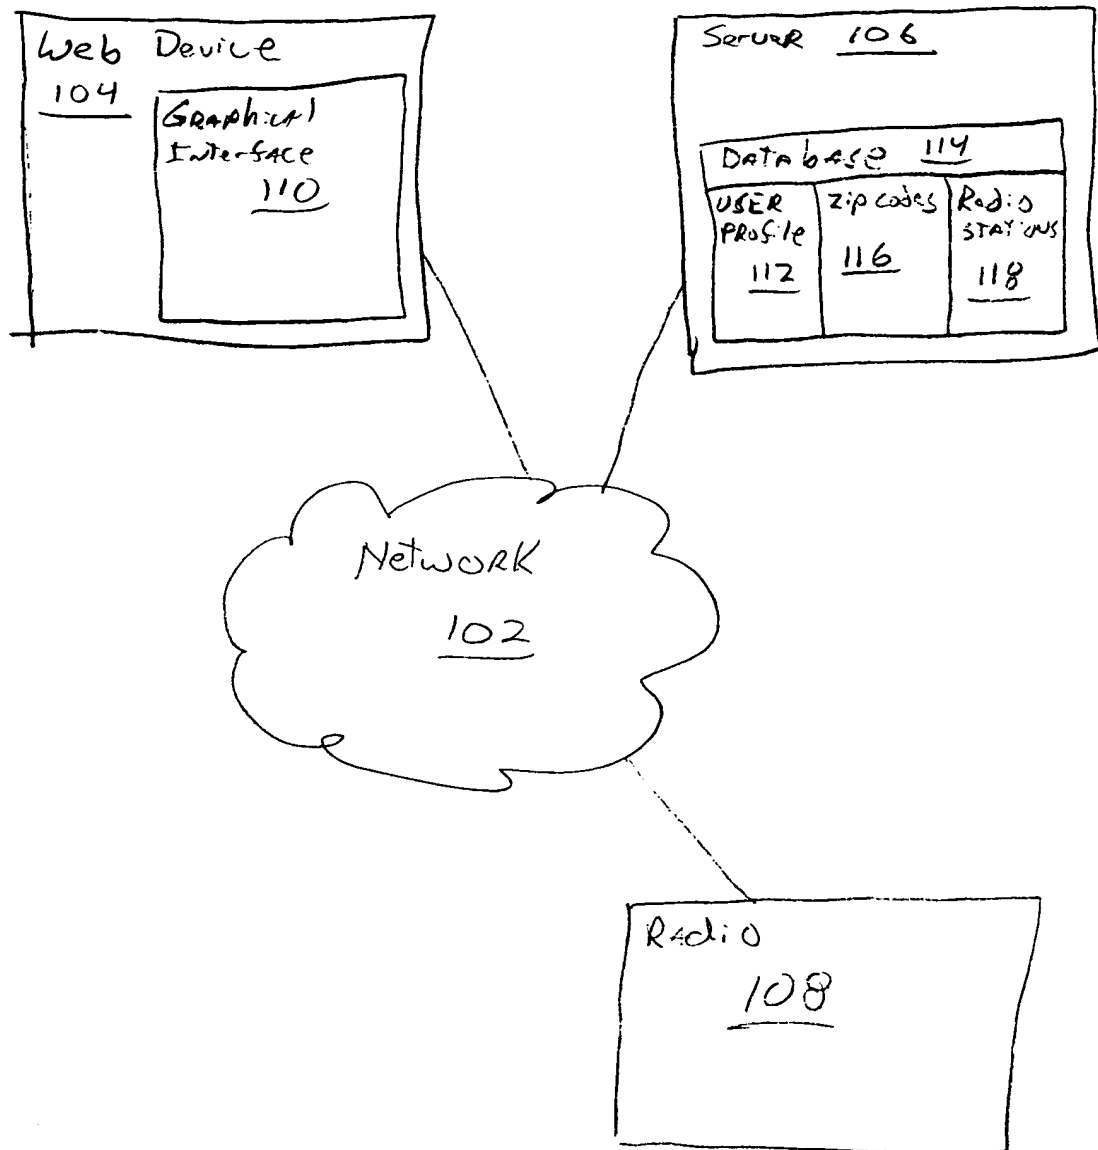 Web Device
104
Graphical
Interface
110
Server 106
Database 114
USER
PROfile
112
Zip codes
116
Radio
STATIONS
118
Network
102
Radio
108